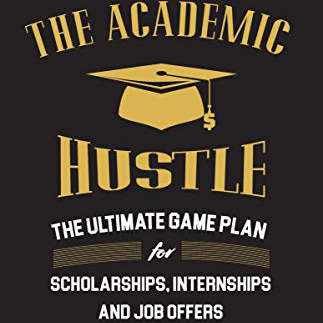 THE ACADEMIC
$
HUSTLE
THE ULTIMATE GAME PLAN
for
SCHOLARSHIPS, INTERNSHIPS
AND JOB OFFERS